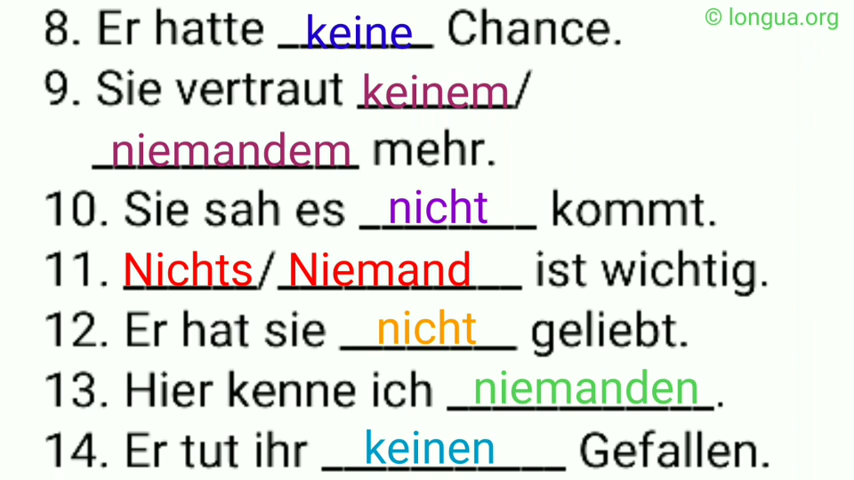 © longua.org
8. Er hatte keine Chance.
9. Sie vertraut keinem/
niemandem mehr.
10. Sie sah es nicht kommt.
11. Nichts/Niemand ist wichtig.
12. Er hat sie nicht geliebt.
13. Hier kenne ich niemanden.
14. Er tut ihr keinen Gefallen.